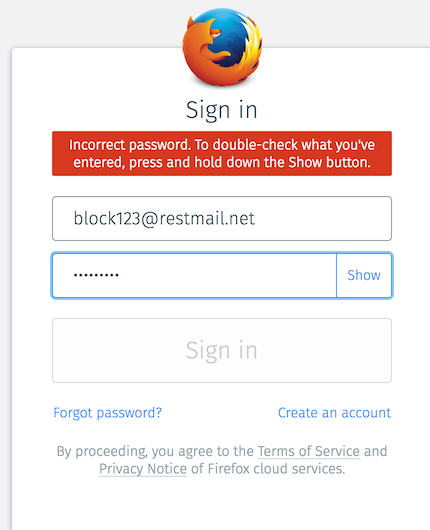 Sign in
Incorrect password. To double-check what you've
entered, press and hold down the Show button.
block123@restmail.net
••••••••• Show
Sign in
Forgot password? Create an account
By proceeding, you agree to the Terms of Service and
Privacy Notice of Firefox cloud services.